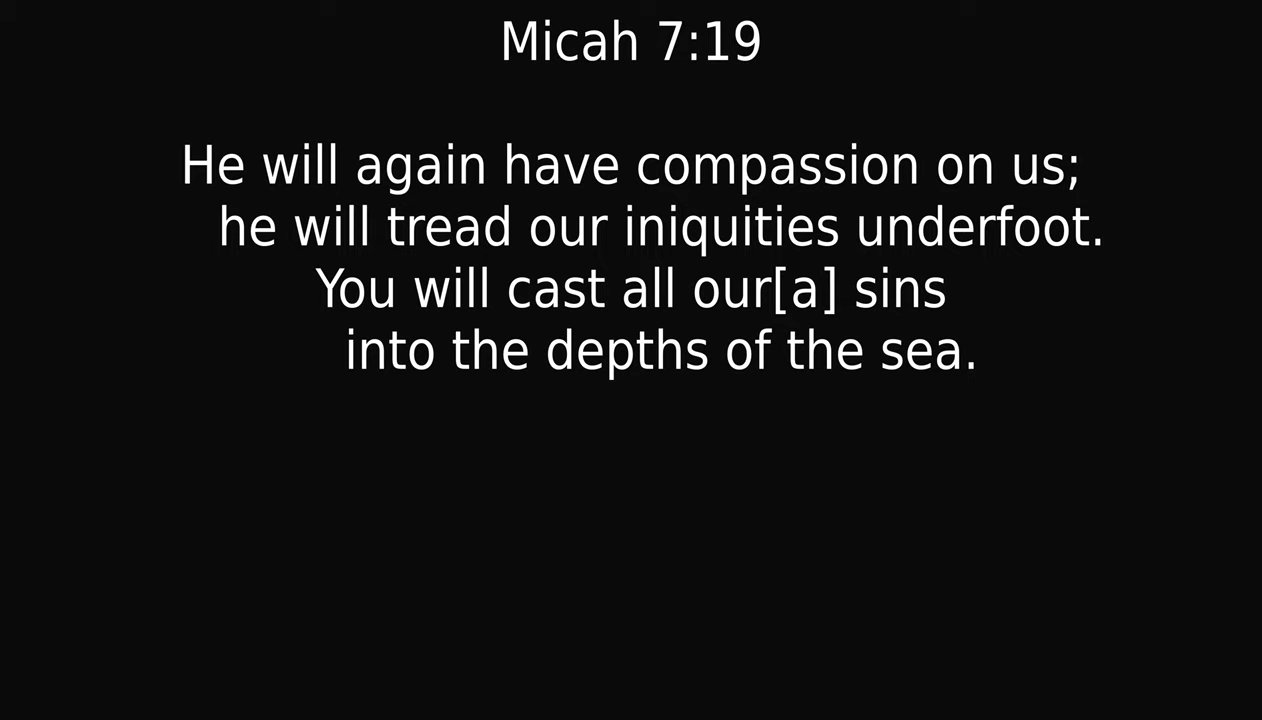 Micah 7:19
He will again have compassion on us;
he will tread our iniquities underfoot.
You will cast all our[a] sins
into the depths of the sea.